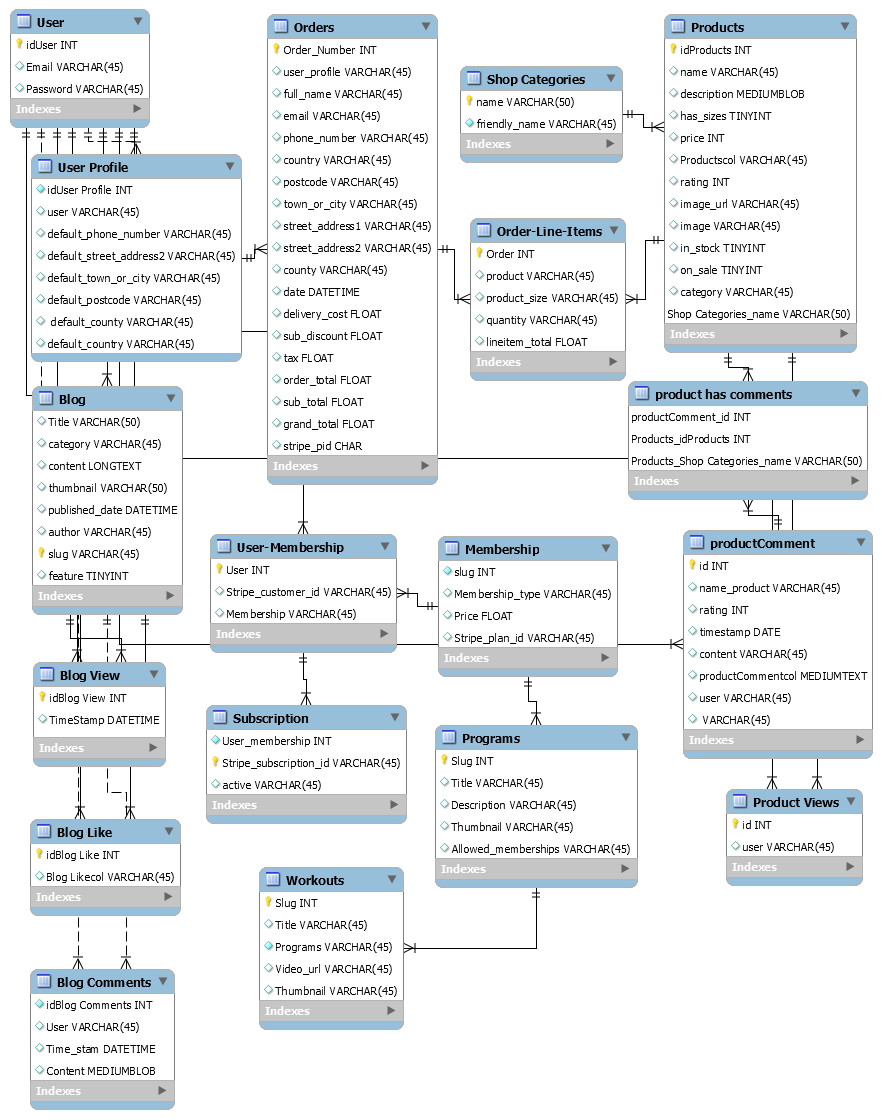 User
idUser INT
Email VARCHAR(45)
Password VARCHAR(45)
Indexes
User Profile
idUser Profile INT
user VARCHAR(45)
default_phone_number VARCHAR(45)
default_street_address2 VARCHAR(45)
default_town_or_city VARCHAR(45)
default_postcode VARCHAR(45)
default_county VARCHAR(45)
default_country VARCHAR(45)
Orders
Order_Number INT
user_profile VARCHAR(45)
full_name VARCHAR(45)
email VARCHAR(45)
phone_number VARCHAR(45)
country VARCHAR(45)
postcode VARCHAR(45)
town_or_city VARCHAR(45)
street_address1 VARCHAR(45)
street_address2 VARCHAR(45)
county VARCHAR(45)
date DATETIME
delivery_cost FLOAT
sub_discount FLOAT
tax FLOAT
order_total FLOAT
sub_total FLOAT
grand_total FLOAT
stripe_pid CHAR
Indexes
Shop Categories
name VARCHAR(50)
friendly_name VARCHAR(45)
Indexes
Order-Line-Items
Order INT
product VARCHAR(45)
product_size VARCHAR(45)
quantity VARCHAR(45)
lineitem_total FLOAT
Indexes
Products
idProducts INT
name VARCHAR(45)
description MEDIUMBLOB
has_sizes TINYINT
price INT
Productscol VARCHAR(45)
rating INT
image_url VARCHAR(45)
image VARCHAR(45)
in_stock TINYINT
on_sale TINYINT
category VARCHAR(45)
Shop Categories_name VARCHAR(50)
Indexes
product has comments
productComment_id INT
Products_idProducts INT
Products_Shop Categories_name VARCHAR(50)
Indexes
Blog
Title VARCHAR(50)
category VARCHAR(45)
content LONGTEXT
thumbnail VARCHAR(50)
published_date DATETIME
author VARCHAR(45)
slug VARCHAR(45)
feature TINYINT
Indexes
User-Membership
User INT
Stripe_customer_id VARCHAR(45)
Membership VARCHAR(45)
Indexes
Membership
slug INT
Membership_type VARCHAR(45)
Price FLOAT
Stripe_plan_id VARCHAR(45)
Indexes
productComment
id INT
name_product VARCHAR(45)
rating INT
timestamp DATE
content VARCHAR(45)
productCommentcol MEDIUMTEXT
user VARCHAR(45)
VARCHAR(45)
Indexes
Blog View
idBlog View INT
TimeStamp DATETIME
Indexes
Subscription
User_membership INT
Stripe_subscription_id VARCHAR(45)
active VARCHAR(45)
Indexes
Programs
Slug INT
Title VARCHAR(45)
Description VARCHAR(45)
Thumbnail VARCHAR(45)
Allowed_memberships VARCHAR(45)
Indexes
Product Views
id INT
user VARCHAR(45)
Indexes
Blog Like
idBlog Like INT
Blog Likecol VARCHAR(45)
Indexes
Workouts
Slug INT
Title VARCHAR(45)
Programs VARCHAR(45)
Video_url VARCHAR(45)
Thumbnail VARCHAR(45)
Indexes
Blog Comments
idBlog Comments INT
User VARCHAR(45)
Time_stam DATETIME
Content MEDIUMBLOB
Indexes